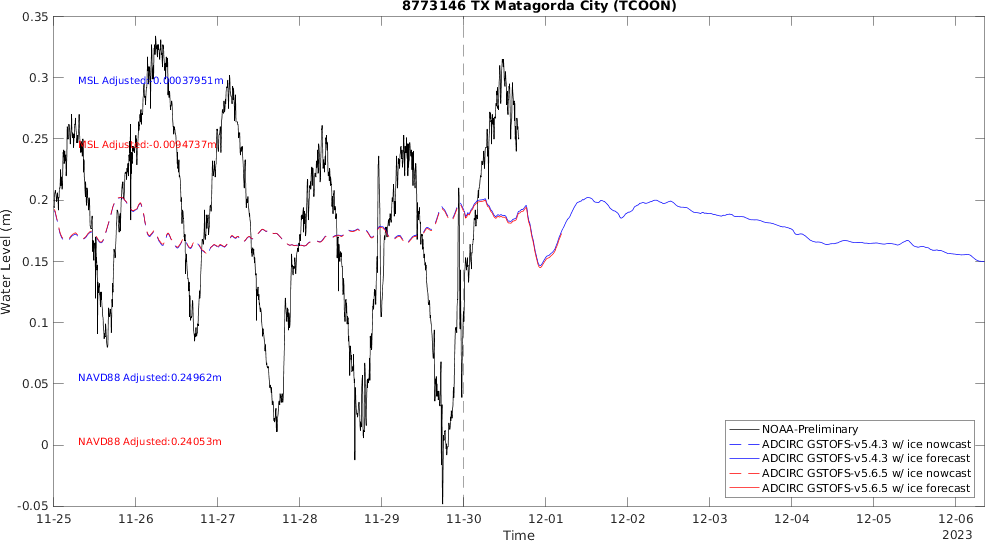 8773146 TX Matagorda City (TCOON)
0.35
0.3
0.25
0.2
0.15
0.1
0.05
0
-0.05
Water Level (m)
MSL Adjusted:-0.00037951m
MSL Adjusted:-0.0094737m
NAVD88 Adjusted:0.24962m
NAVD88 Adjusted:0.24053m
NOAA-Preliminary
ADCIRC GSTOFS-v5.4.3 w/ ice nowcast
ADCIRC GSTOFS-v5.4.3 w/ ice forecast
ADCIRC GSTOFS-v5.6.5 w/ ice nowcast
ADCIRC GSTOFS-v5.6.5 w/ ice forecast
11-25 11-26 11-27 11-28 11-29 11-30 12-01 12-02 12-03 12-04 12-05 12-06
Time
2023